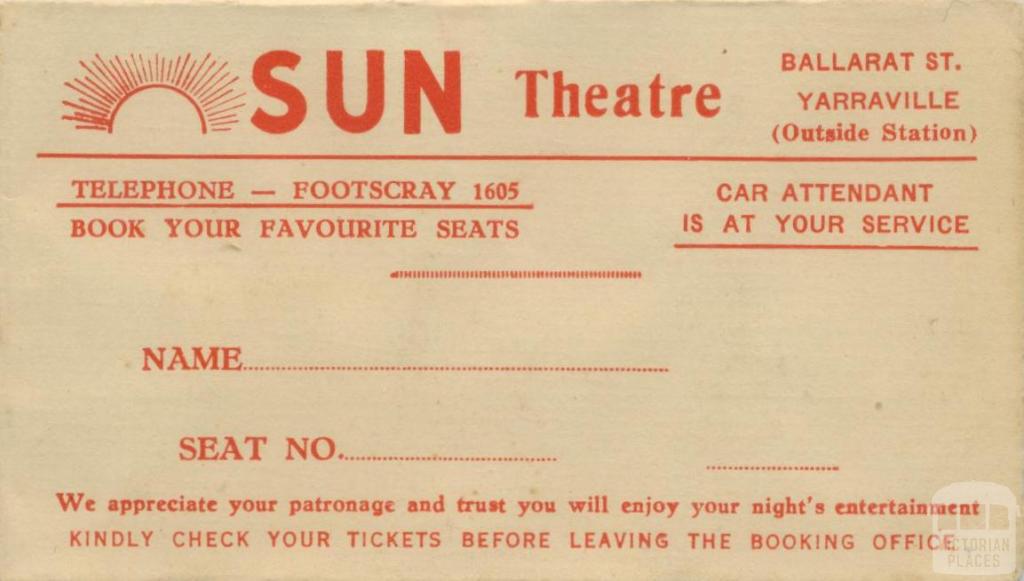 SUN Theatre
BALLARAT ST.
YARRAVILLE
(Outside Station)
TELEPHONE — FOOTSCRAY 1605
BOOK YOUR FAVOURITE SEATS
CAR ATTENDANT
IS AT YOUR SERVICE
NAME
SEAT NO.
We appreciate your patronage and trust you will enjoy your night's entertainment
KINDLY CHECK YOUR TICKETS BEFORE LEAVING THE BOOKING OFFICE
VICTORIAN
PLACES